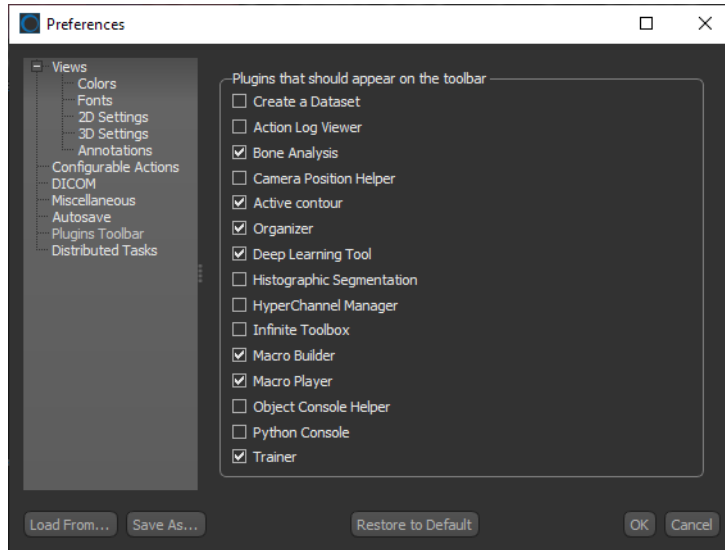 Preferences
Views
Colors
Fonts
2D Settings
3D Settings
Annotations
Configurable Actions
DICOM
Miscellaneous
Autosave
Plugins Toolbar
Distributed Tasks
Plugins that should appear on the toolbar
Create a Dataset
Action Log Viewer
Bone Analysis
Camera Position Helper
Active contour
Organizer
Deep Learning Tool
Histographic Segmentation
HyperChannel Manager
Infinite Toolbox
Macro Builder
Macro Player
Object Console Helper
Python Console
Trainer
Load From... Save As... Restore to Default OK Cancel